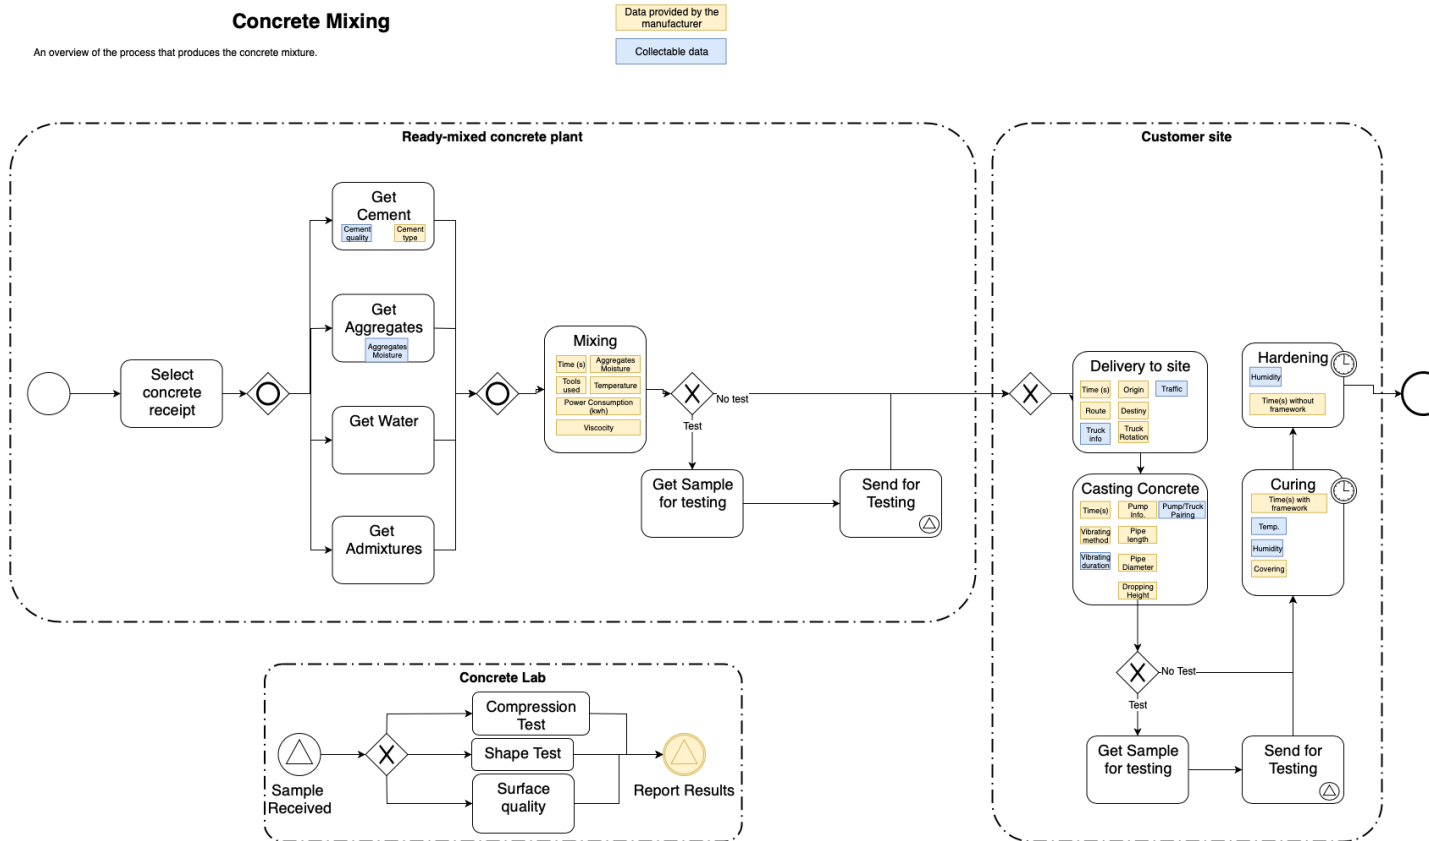 Concrete Mixing
An overview of the process that produces the concrete mixture.
Data provided by the
manufacturer
Collectable data
Ready-mixed concrete plant
Select
concrete
receipt
Get
Cement
Cement
quality
Cement
type
Get
Aggregates
Aggregates
Moisture
Get Water
Get
Admixtures
Mixing
Time (s)
Aggregates
Moisture
Tools
used
Temperature
Power Consumption
(kwh)
Viscocity
No test
Test
Get Sample
for testing
Send for
Testing
Customer site
Delivery to site
Time (s)
Origin
Traffic
Route
Destiny
Truck
info
Truck
Rotation
Casting Concrete
Time(s)
Pump
Info.
Pump/Truck
Pairing
Vibrating
method
Pipe
length
Vibrating
duration
Pipe
Diameter
Dropping
Height
No Test
Test
Get Sample
for testing
Send for
Testing
Curing
Time(s) with
framework
Temp.
Humidity
Covering
Hardening
Humidity
Time(s) without
framework
Concrete Lab
Sample
Received
Compression
Test
Shape Test
Surface
quality
Report Results